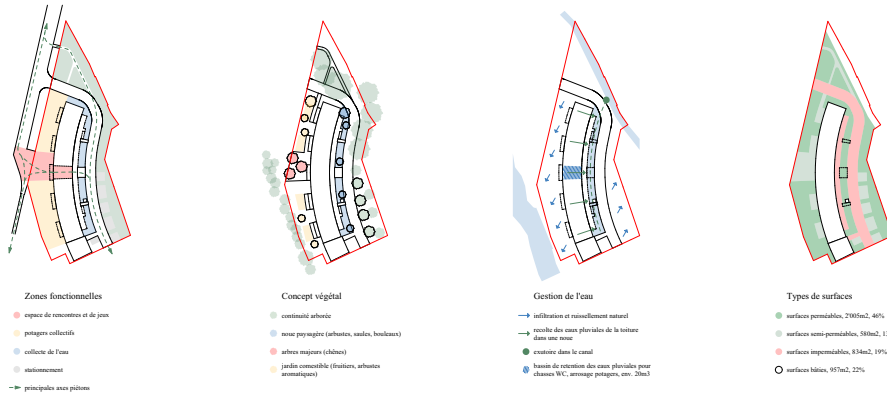 Zones fonctionnelles
espace de rencontres et de jeux
potagers collectifs
collecte de l'eau
stationnement
principales axes piétons
Concept végétal
continuité arborée
noue paysagère (arbustes, saules, bouleaux)
arbres majeurs (chênes)
jardin comestible (fruitiers, arbustes
aromatiques)
Gestion de l'eau
infiltration et ruissellement naturel
recolte des eaux pluviales de la toiture
dans une noue
exutoire dans le canal
bassin de retention des eaux pluviales pour
chasses WC, arrosage potagers, env. 20m3
Types de surfaces
surfaces perméables, 2'005m2, 46%
surfaces semi-perméables, 580m2,
surfaces imperméables, 834m2, 19%
surfaces bâties, 957m2, 22%